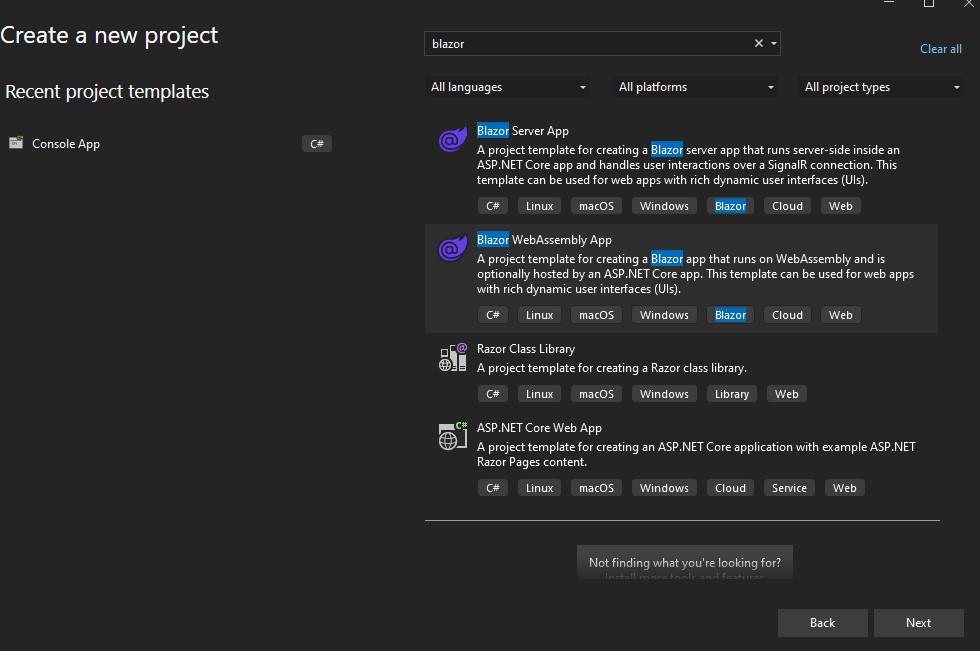 Create a new project
Recent project templates
Console App
C#
blazor
Clear all
All languages
All platforms
All project types
Blazor Server App
A project template for creating a Blazor server app that runs server-side inside an
ASP.NET Core app and handles user interactions over a SignalR connection. This
template can be used for web apps with rich dynamic user interfaces (UIs).
C# Linux macOS Windows Blazor Cloud Web
Blazor WebAssembly App
A project template for creating a Blazor app that runs on WebAssembly and is
optionally hosted by an ASP.NET Core app. This template can be used for web apps
with rich dynamic user interfaces (UIs).
C# Linux macOS Windows Blazor Cloud Web
Razor Class Library
A project template for creating a Razor class library.
C# Linux macOS Windows Library Web
ASP.NET Core Web App
A project template for creating an ASP.NET Core application with example ASP.NET
Razor Pages content.
C# Linux macOS Windows Cloud Service Web
Not finding what you're looking for?
Install more tools and features
Back
Next